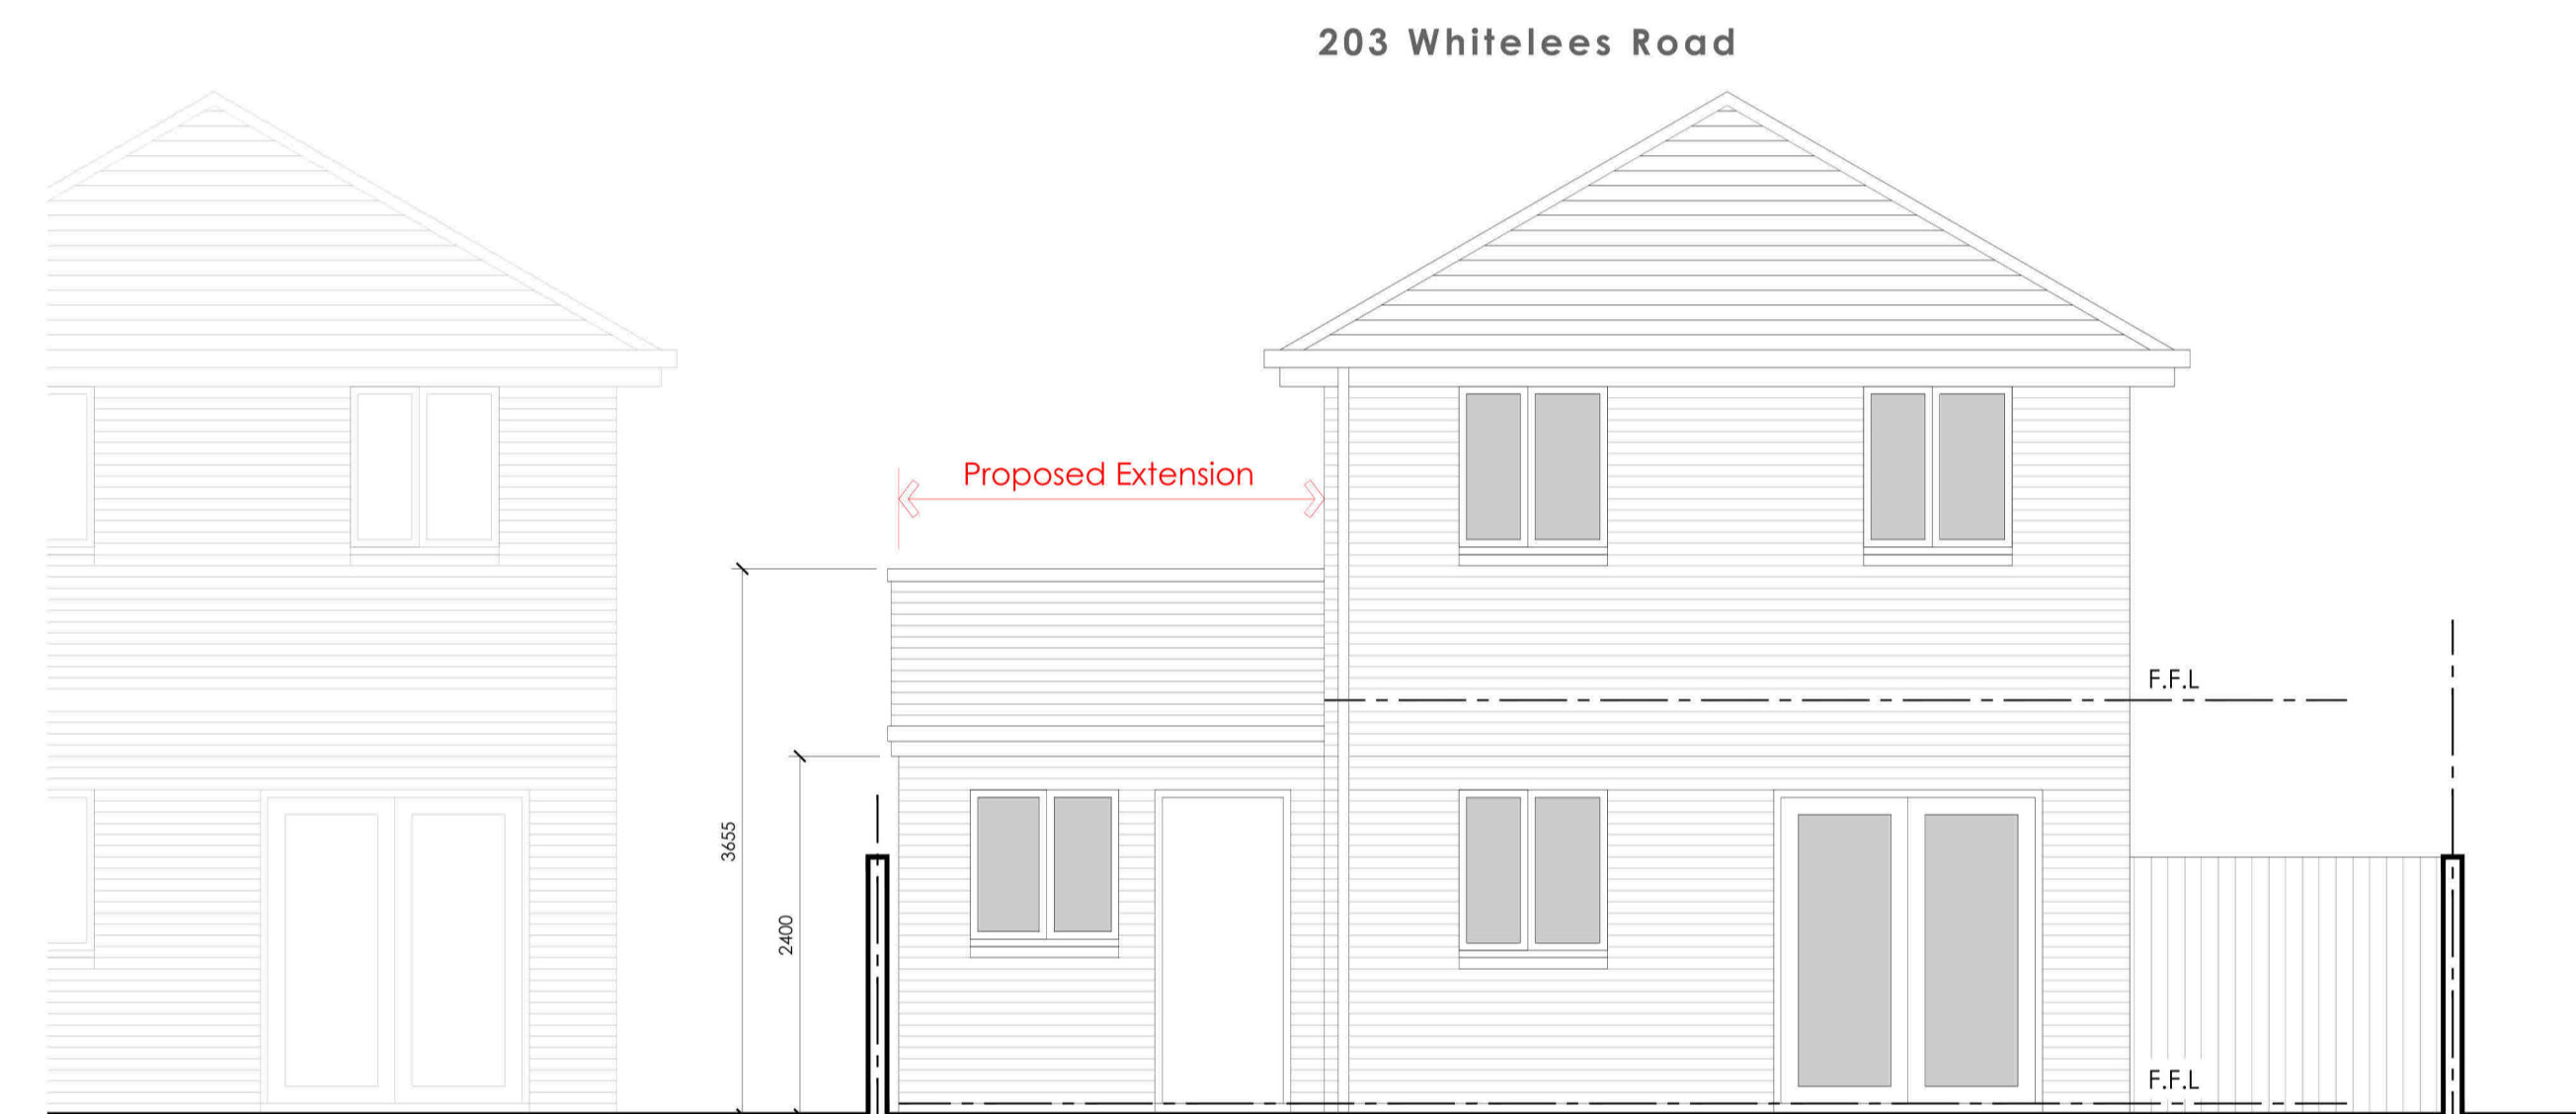 203 Whitelees Road
Proposed Extension
F.F.L
3655
2400
F.F.L